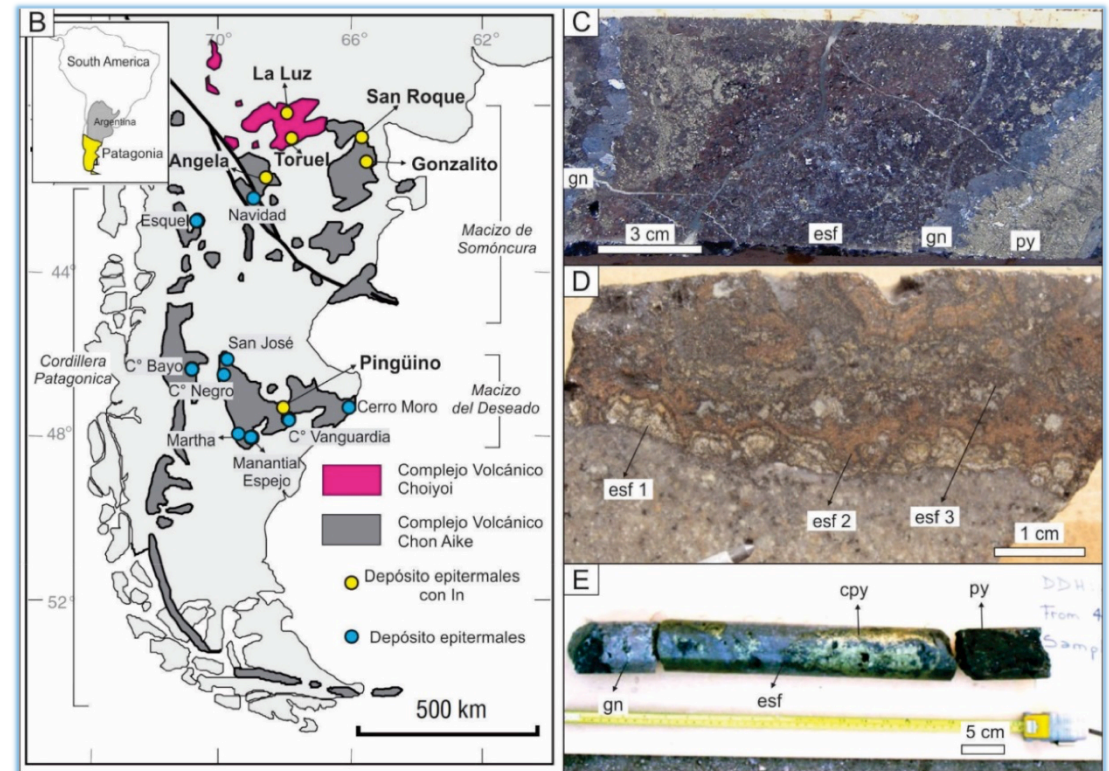 B
70°
66°
62°
South America
Argentina
Patagonia
La Luz
San Roque
Angela
Toruel
Gonzalito
Navidad
Esquel
Macizo de
Somóncura
44°
Cordillera
Patagonica
San José
C° Bayo
C° Negro
Pingüino
Cerro Moro
Macizo
del Deseado
48°
Martha
C° Vanguardia
Manantial
Espejo
Complejo Volcánico
Choiyoi
Complejo Volcánico
Chon Aike
Depósito epitermales
con In
Depósito epitermales
52°
500 km
C
gn
3 cm
esf
gn
py
D
esf 1
esf 2
esf 3
1 cm
E
cpy
py
DDH
From 4
Samp
gn
esf
5 cm